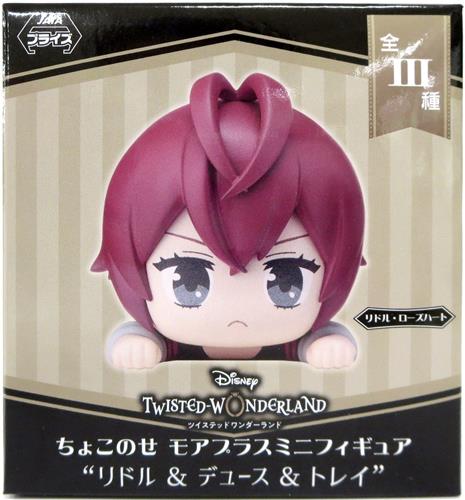 プライズ
全
III
種
リドル・ローズハート
Disney
TWISTED-WONDERLAND
ツイステッドワンダーランド
ちょこのせ モアプラスミニフィギュア
“リドル & デュース & トレイ”